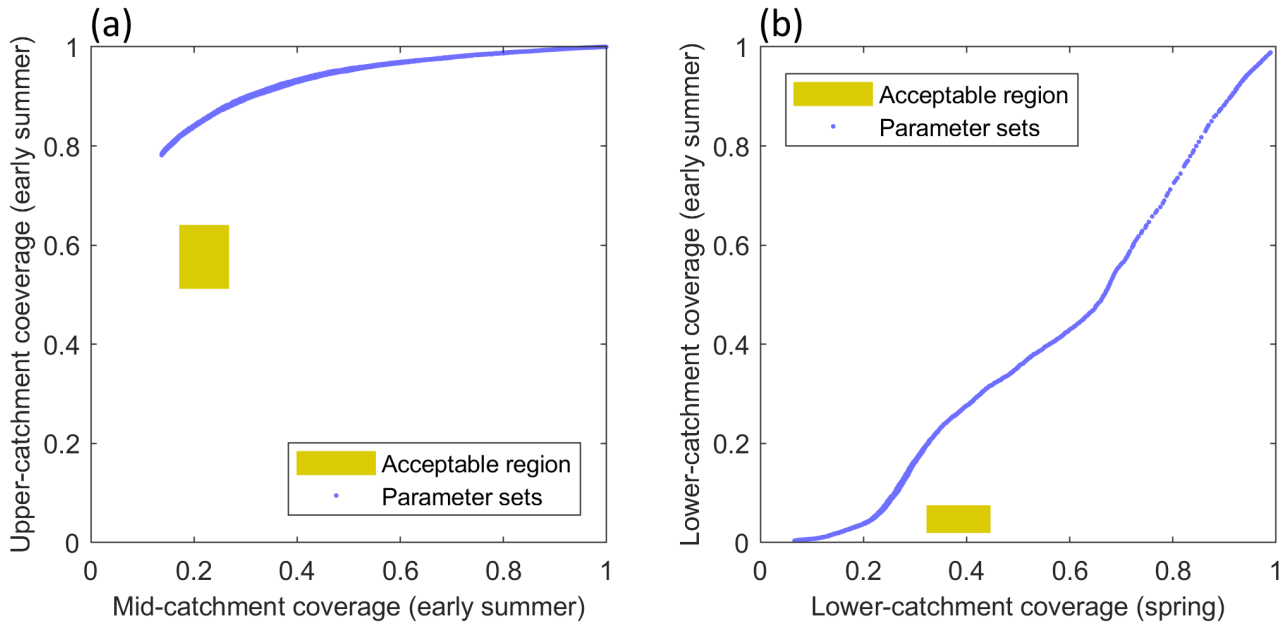 (a)
Upper-catchment coeverage (early summer)
1
0.8
0.6
0.4
0.2
0
Acceptable region
Parameter sets
0
0.2
0.4
0.6
0.8
1
Mid-catchment coverage (early summer)
(b)
Lower-catchment coverage (early summer)
1
0.8
0.6
0.4
0.2
0
Acceptable region
Parameter sets
0
0.2
0.4
0.6
0.8
1
Lower-catchment coverage (spring)